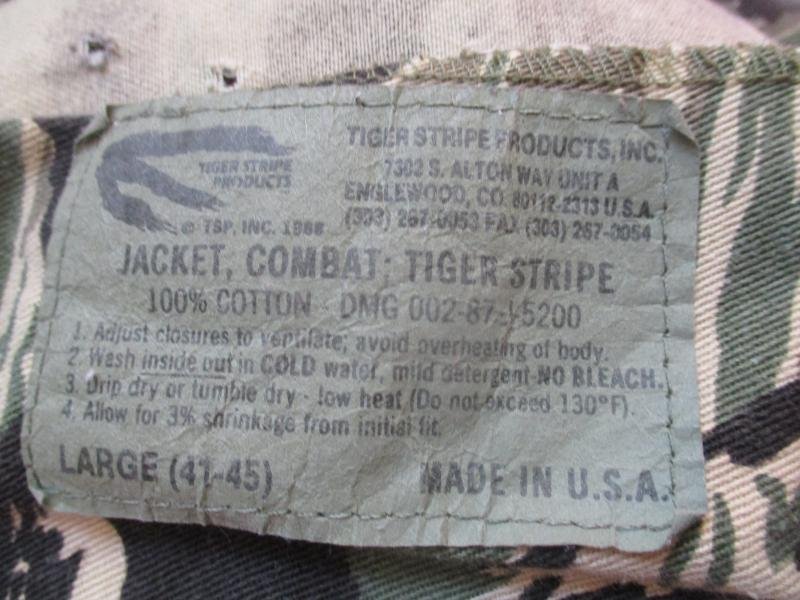 TIGER STRIPE
PRODUCTS
© TSP, INC. 1988
TIGER STRIPE PRODUCTS, INC.
7302 S. ALTON WAY UNIT A
ENGLEWOOD, CO. 80112-2313 U.S.A.
(303) 267-0053 FAX (303) 267-0054
JACKET, COMBAT: TIGER STRIPE
100% COTTON - DMG 002-87-J-5200
1. Adjust closures to ventilate; avoid overheating of body.
2. Wash inside out in COLD water, mild detergent-NO BLEACH.
3. Drip dry or tumble dry - low heat (Do not exceed 130°F).
4. Allow for 3% shrinkage from initial fit.
LARGE (41-45)
MADE IN U.S.A.